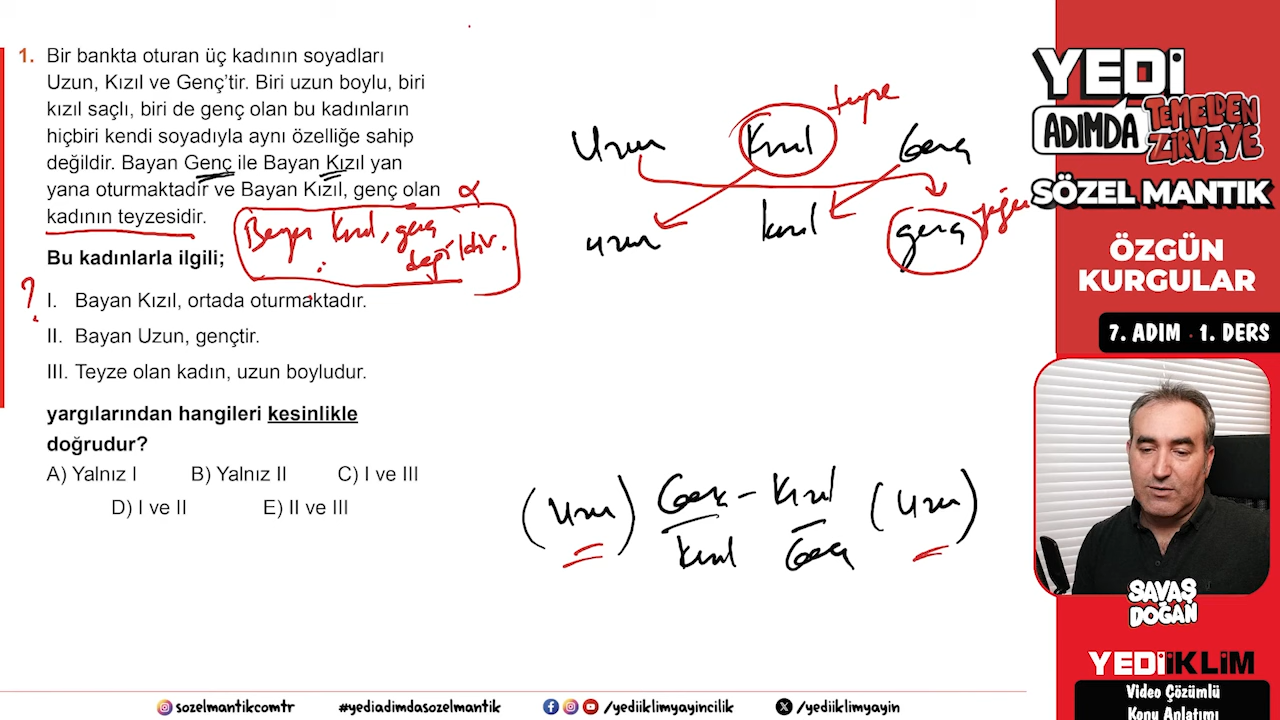 1. Bir bankta oturan üç kadının soyadları
Uzun, Kızıl ve Genç’tir. Biri uzun boylu, biri
kızıl saçlı, biri de genç olan bu kadınların
hiçbiri kendi soyadıyla aynı özelliğe sahip
değildir. Bayan Genç ile Bayan Kızıl yan
yana oturmaktadır ve Bayan Kızıl, genç olan
kadının teyzesidir.
Bayan Kızıl, genç
değildir.
Bu kadınlarla ilgili;
?
I. Bayan Kızıl, ortada oturmaktadır.
II. Bayan Uzun, gençtir.
III. Teyze olan kadın, uzun boyludur.
yargılarından hangileri kesinlikle
doğrudur?
A) Yalnız I B) Yalnız II C) I ve III
D) I ve II E) II ve III
teyze
Uzun Kızıl Genç
uzun kızıl genç
(Uzun) Genç – Kızıl (Uzun)
Kızıl Genç
YEDİ
ADIMDA
TEMELDEN
ZİRVEYE
SÖZEL MANTIK
ÖZGÜN
KURGULAR
7. ADIM • 1. DERS
SAVAŞ
DOĞAN
YEDİİKLİM
Video Çözümlü
Konu Anlatımı
sozelmantikcomtr #yediadimdasozelmantik /yediiklimyayincilik /yediiklimyayin